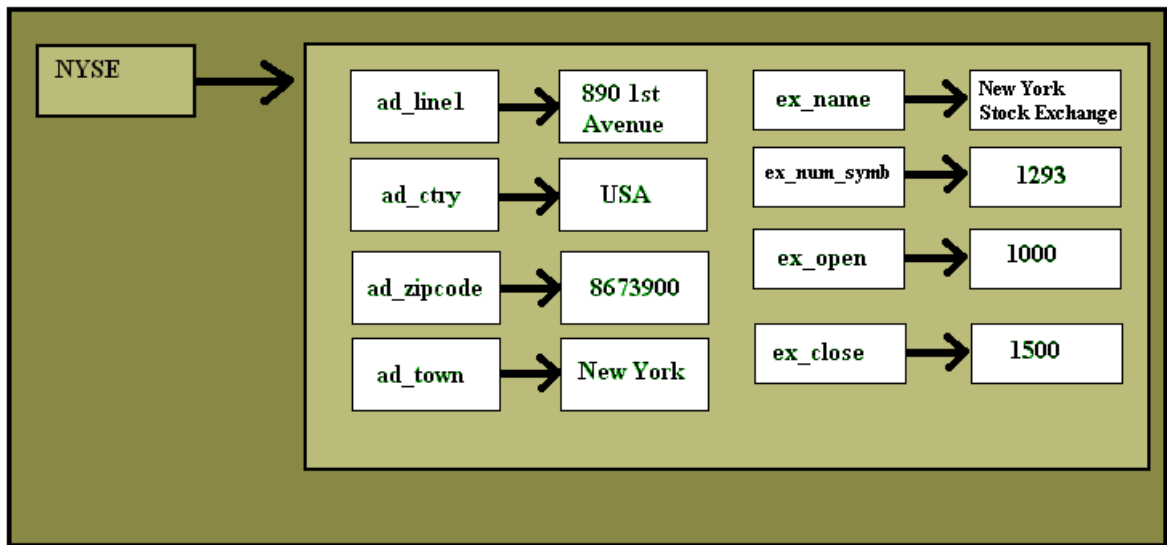 NYSE
ad_line1
890 1st
Avenue
ad_ctry
USA
ad_zipcode
8673900
ad_town
New York
ex_name
New York
Stock Exchange
ex_num_symb
1293
ex_open
1000
ex_close
1500